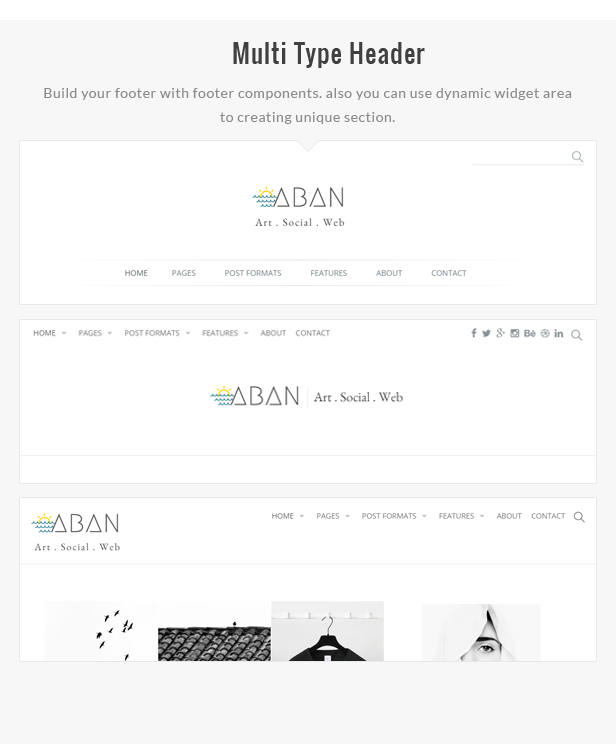 Multi Type Header
Build your footer with footer components. also you can use dynamic widget area
to creating unique section.
ABAN
Art . Social . Web
HOME PAGES POST FORMATS FEATURES ABOUT CONTACT
HOME PAGES POST FORMATS FEATURES ABOUT CONTACT
Bē in
ABAN Art . Social . Web
ABAN
Art . Social . Web
HOME PAGES POST FORMATS FEATURES ABOUT CONTACT